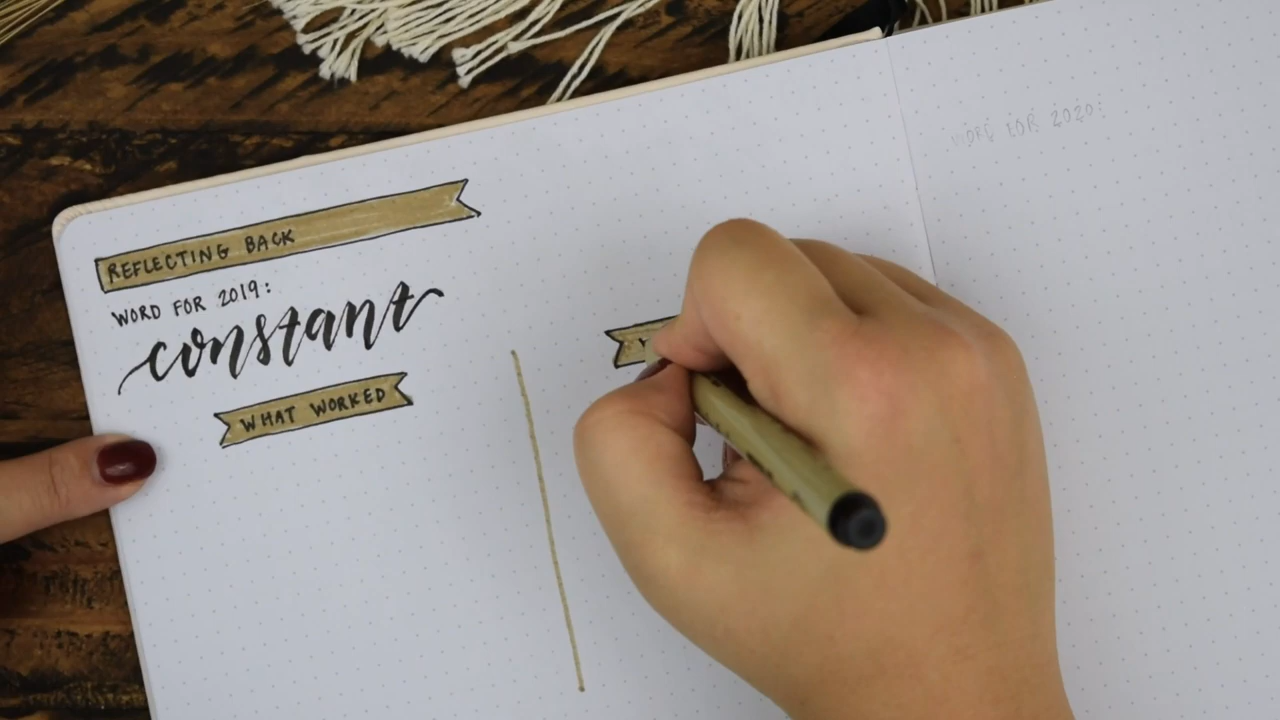 REFLECTING BACK
WORD FOR 2019:
constant
WHAT WORKED
WORD FOR 2020: